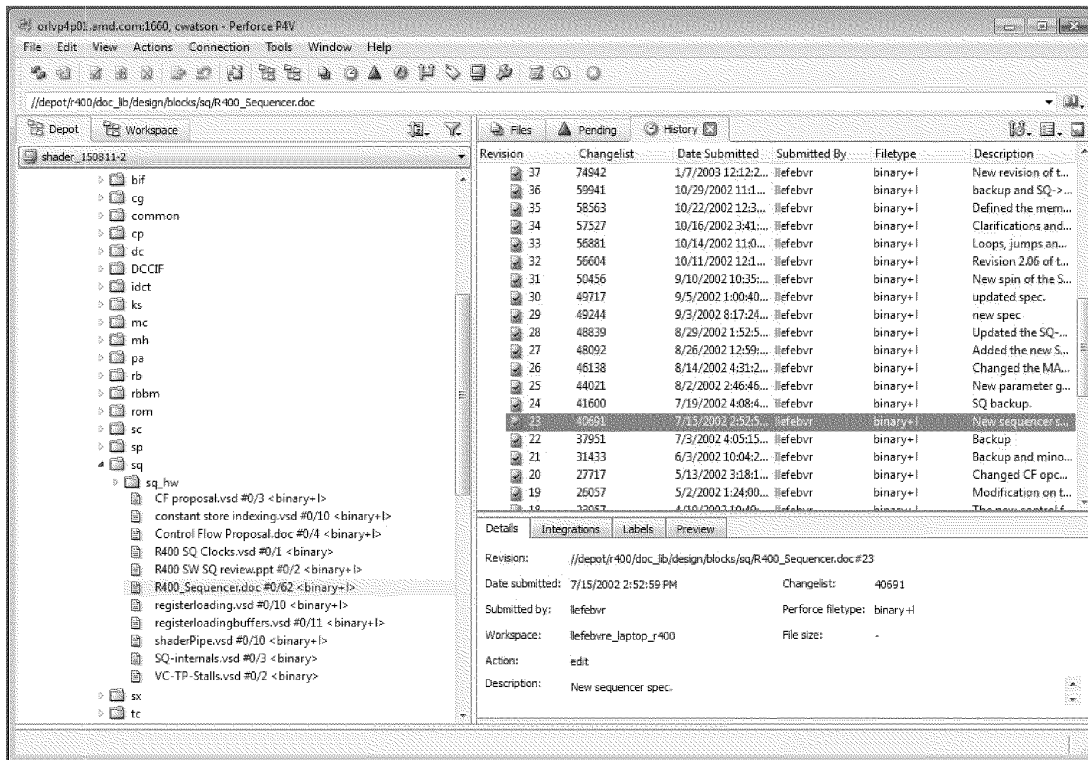 orlvp4p01.amd.com:1660, cwatson - Perforce P4V
File Edit View Actions Connection Tools Window Help
//depot/r400/doc_lib/design/blocks/sq/R400_Sequencer.doc
Depot Workspace
shader_150811-2
bif
cg
common
cp
dc
DCCIF
idct
ks
mc
mh
pa
rb
rbbm
rom
sc
sp
sq
sq_hw
CF proposal.vsd #0/3 <binary+l>
constant store indexing.vsd #0/10 <binary+l>
Control Flow Proposal.doc #0/4 <binary+l>
R400 SQ Clocks.vsd #0/1 <binary>
R400 SW SQ review.ppt #0/2 <binary+l>
R400_Sequencer.doc #0/62 <binary+l>
registerloading.vsd #0/10 <binary+l>
registerloadingbuffers.vsd #0/11 <binary+l>
shaderPipe.vsd #0/10 <binary+l>
SQ-internals.vsd #0/3 <binary>
VC-TP-Stalls.vsd #0/2 <binary>
sx
tc
Files Pending History
Revision Changelist Date Submitted Submitted By Filetype Description
37 74942 1/7/2003 12:12:2... llefebvr binary+l New revision of t...
36 59941 10/29/2002 11:1... llefebvr binary+l backup and SQ->...
35 58563 10/22/2002 12:3... llefebvr binary+l Defined the mem...
34 57527 10/16/2002 3:41:... llefebvr binary+l Clarifications and...
33 56881 10/14/2002 11:0... llefebvr binary+l Loops, jumps an...
32 56604 10/11/2002 12:1... llefebvr binary+l Revision 2.06 of t...
31 50456 9/10/2002 10:35:... llefebvr binary+l New spin of the S...
30 49717 9/5/2002 1:00:40... llefebvr binary+l updated spec.
29 49244 9/3/2002 8:17:24... llefebvr binary+l new spec
28 48839 8/29/2002 1:52:5... llefebvr binary+l Updated the SQ-...
27 48092 8/26/2002 12:59:... llefebvr binary+l Added the new S...
26 46138 8/14/2002 4:31:2... llefebvr binary+l Changed the MA...
25 44021 8/2/2002 2:46:46... llefebvr binary+l New parameter g...
24 41600 7/19/2002 4:08:4... llefebvr binary+l SQ backup.
23 40691 7/15/2002 2:52:5... llefebvr binary+l New sequencer s...
22 37951 7/3/2002 4:05:15... llefebvr binary+l Backup
21 31433 6/3/2002 10:04:2... llefebvr binary+l Backup and mino...
20 27717 5/13/2002 3:18:1... llefebvr binary+l Changed CF opc...
19 26057 5/2/2002 1:24:00... llefebvr binary+l Modification on t...
Details Integrations Labels Preview
Revision: //depot/r400/doc_lib/design/blocks/sq/R400_Sequencer.doc#23
Date submitted: 7/15/2002 2:52:59 PM Changelist: 40691
Submitted by: llefebvr Perforce filetype: binary+l
Workspace: llefebvre_laptop_r400 File size: -
Action: edit
Description: New sequencer spec.